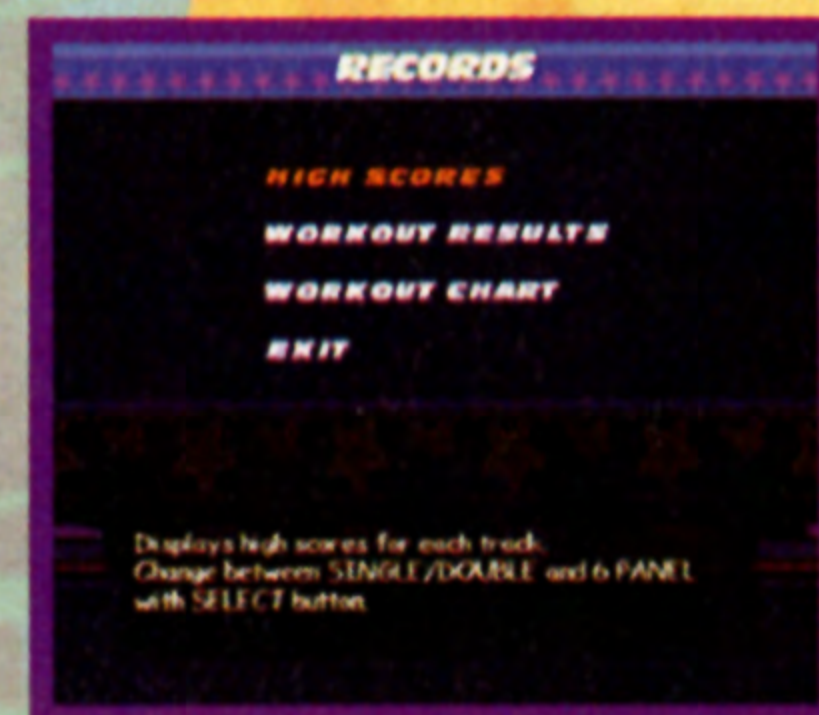 RECORDS
HIGH SCORES
WORKOUT RESULTS
WORKOUT CHART
EXIT
Displays high scores for each track.
Change between SINGLE/DOUBLE and 6 PANEL
with SELECT button.